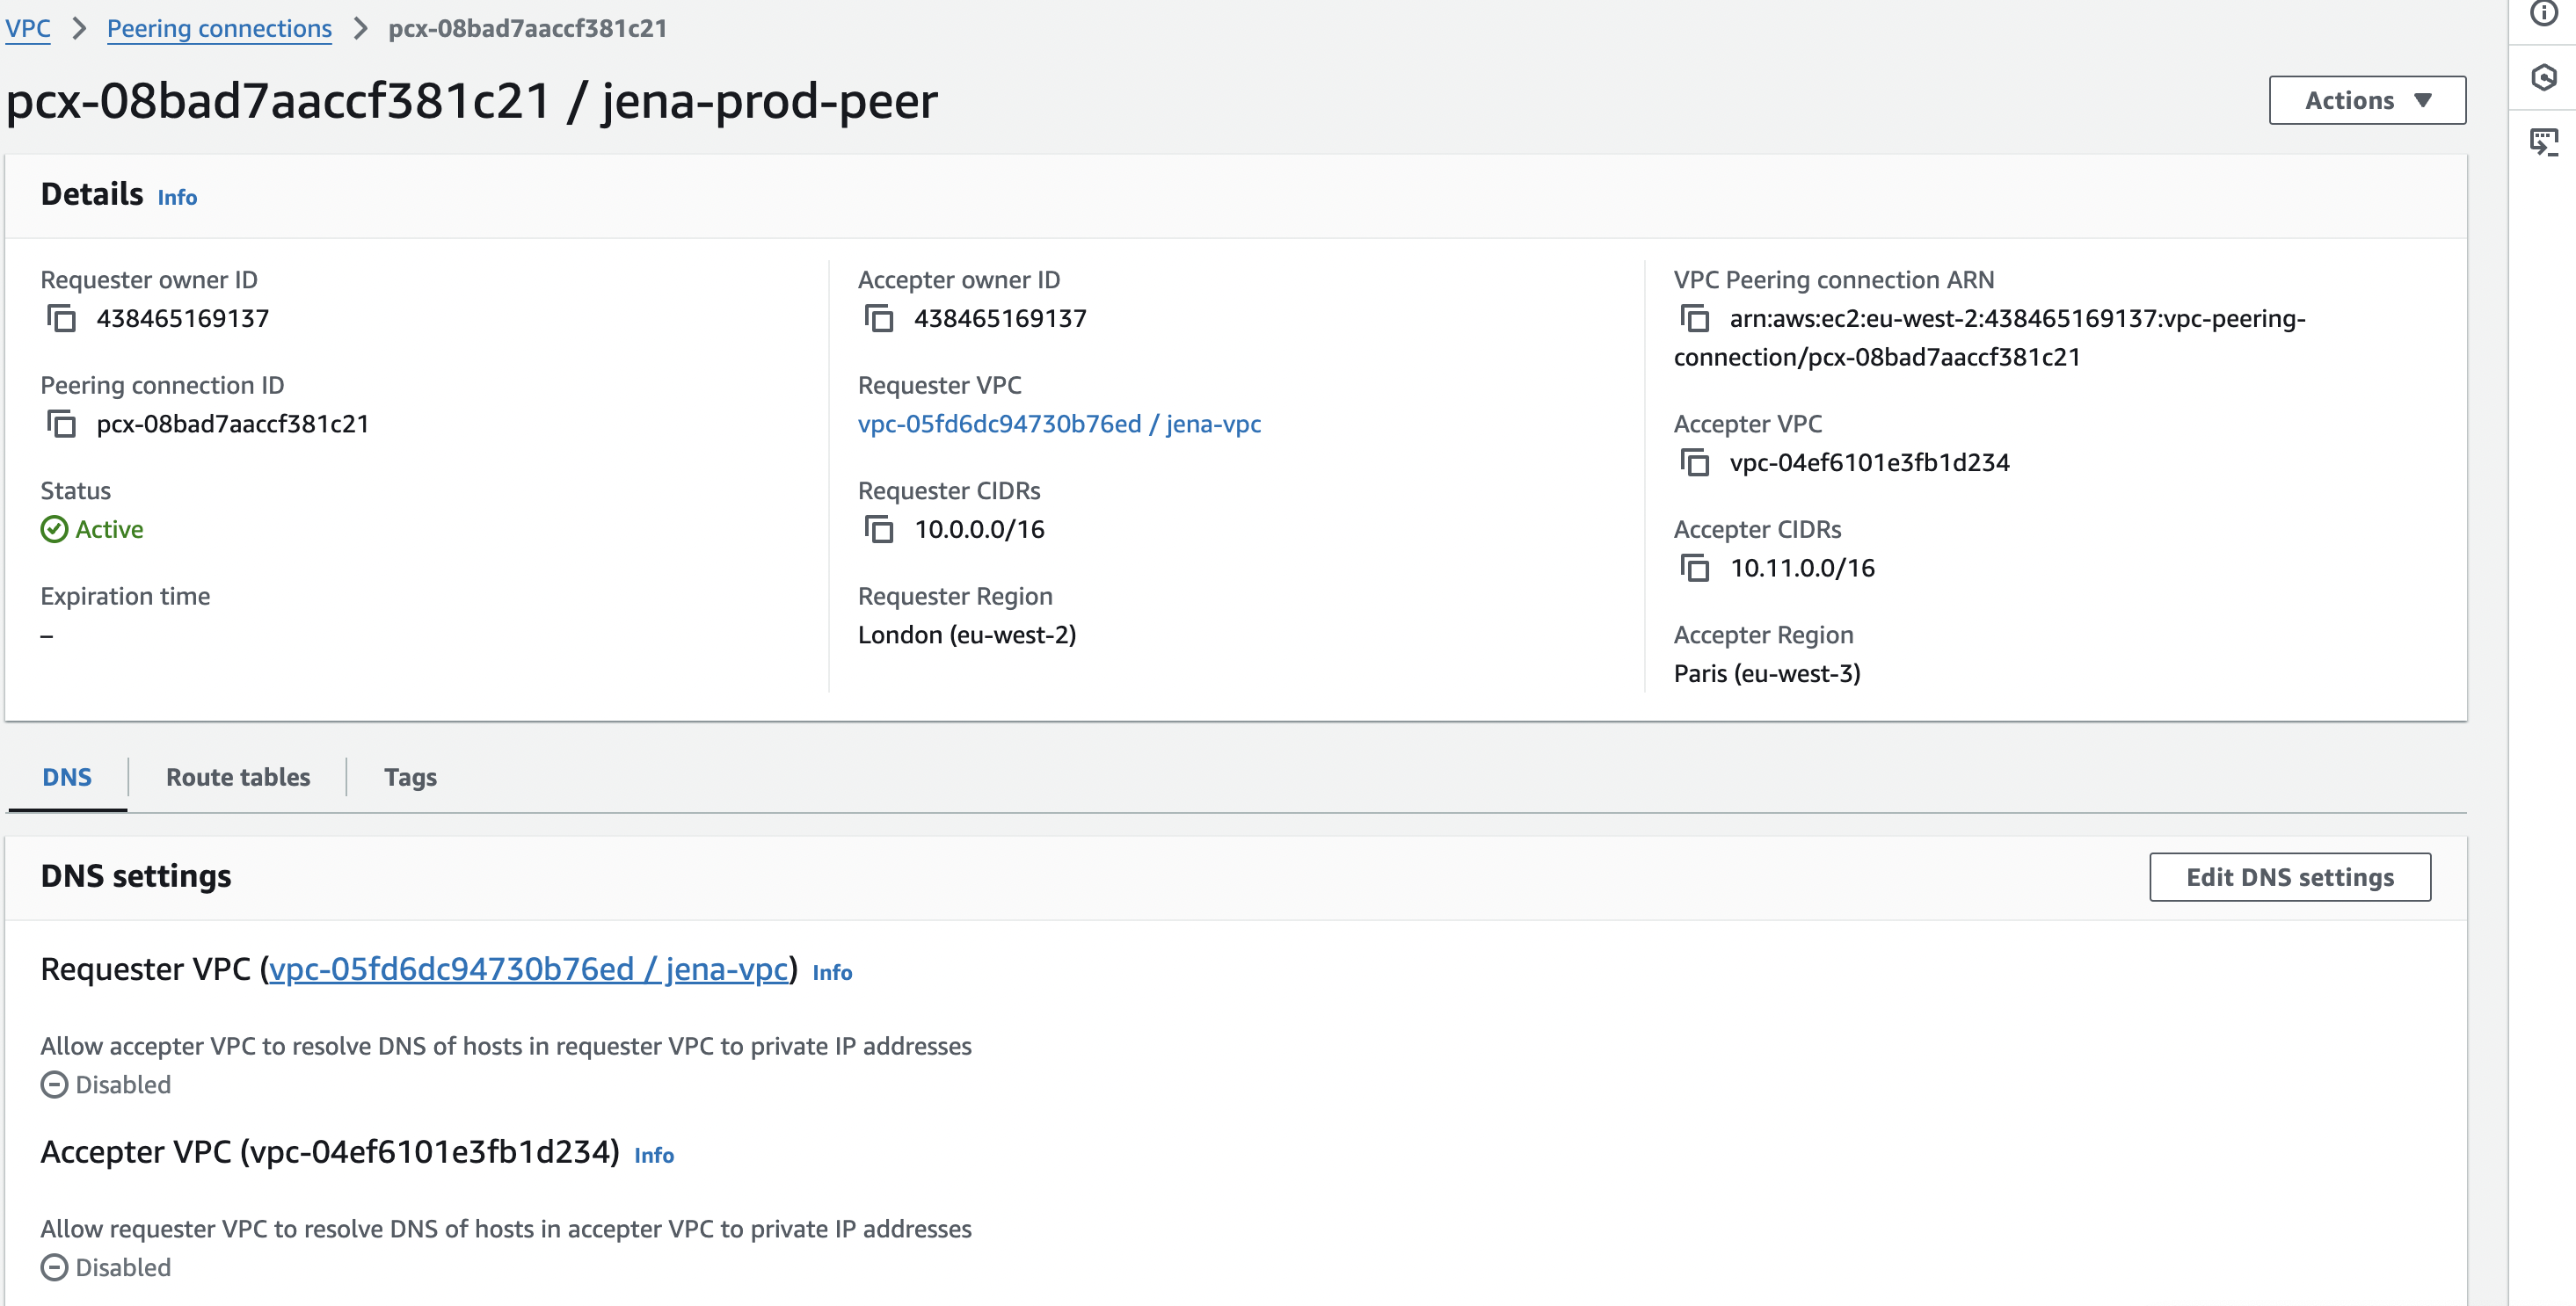 VPC > Peering connections > pcx-08bad7aaccf381c21
pcx-08bad7aaccf381c21 / jena-prod-peer
Actions
Details Info
Requester owner ID
438465169137
Peering connection ID
pcx-08bad7aaccf381c21
Status
Active
Expiration time
–
Accepter owner ID
438465169137
Requester VPC
vpc-05fd6dc94730b76ed / jena-vpc
Requester CIDRs
10.0.0.0/16
Requester Region
London (eu-west-2)
VPC Peering connection ARN
arn:aws:ec2:eu-west-2:438465169137:vpc-peering-
connection/pcx-08bad7aaccf381c21
Accepter VPC
vpc-04ef6101e3fb1d234
Accepter CIDRs
10.11.0.0/16
Accepter Region
Paris (eu-west-3)
DNS Route tables Tags
DNS settings
Edit DNS settings
Requester VPC (vpc-05fd6dc94730b76ed / jena-vpc) Info
Allow accepter VPC to resolve DNS of hosts in requester VPC to private IP addresses
Disabled
Accepter VPC (vpc-04ef6101e3fb1d234) Info
Allow requester VPC to resolve DNS of hosts in accepter VPC to private IP addresses
Disabled